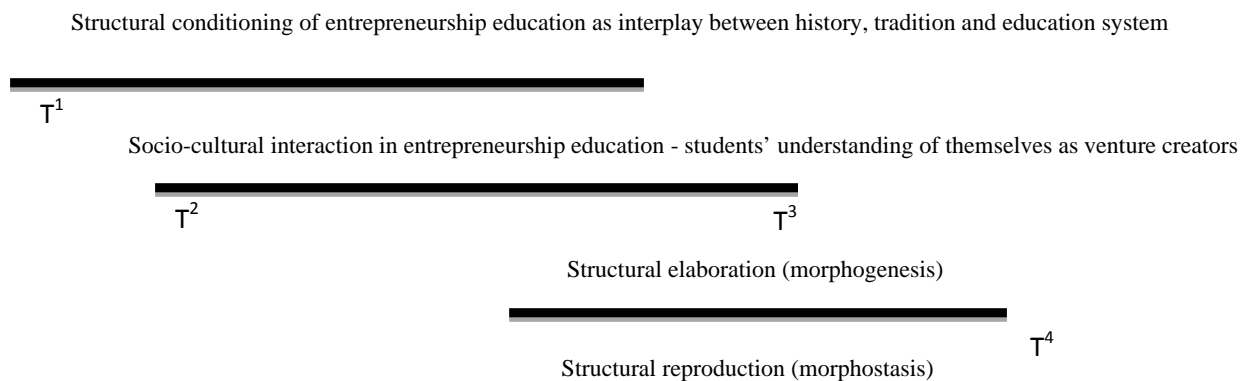 Structural conditioning of entrepreneurship education as interplay between history, tradition and education system
T¹
Socio-cultural interaction in entrepreneurship education - students’ understanding of themselves as venture creators
T² T³
Structural elaboration (morphogenesis)
T⁴
Structural reproduction (morphostasis)